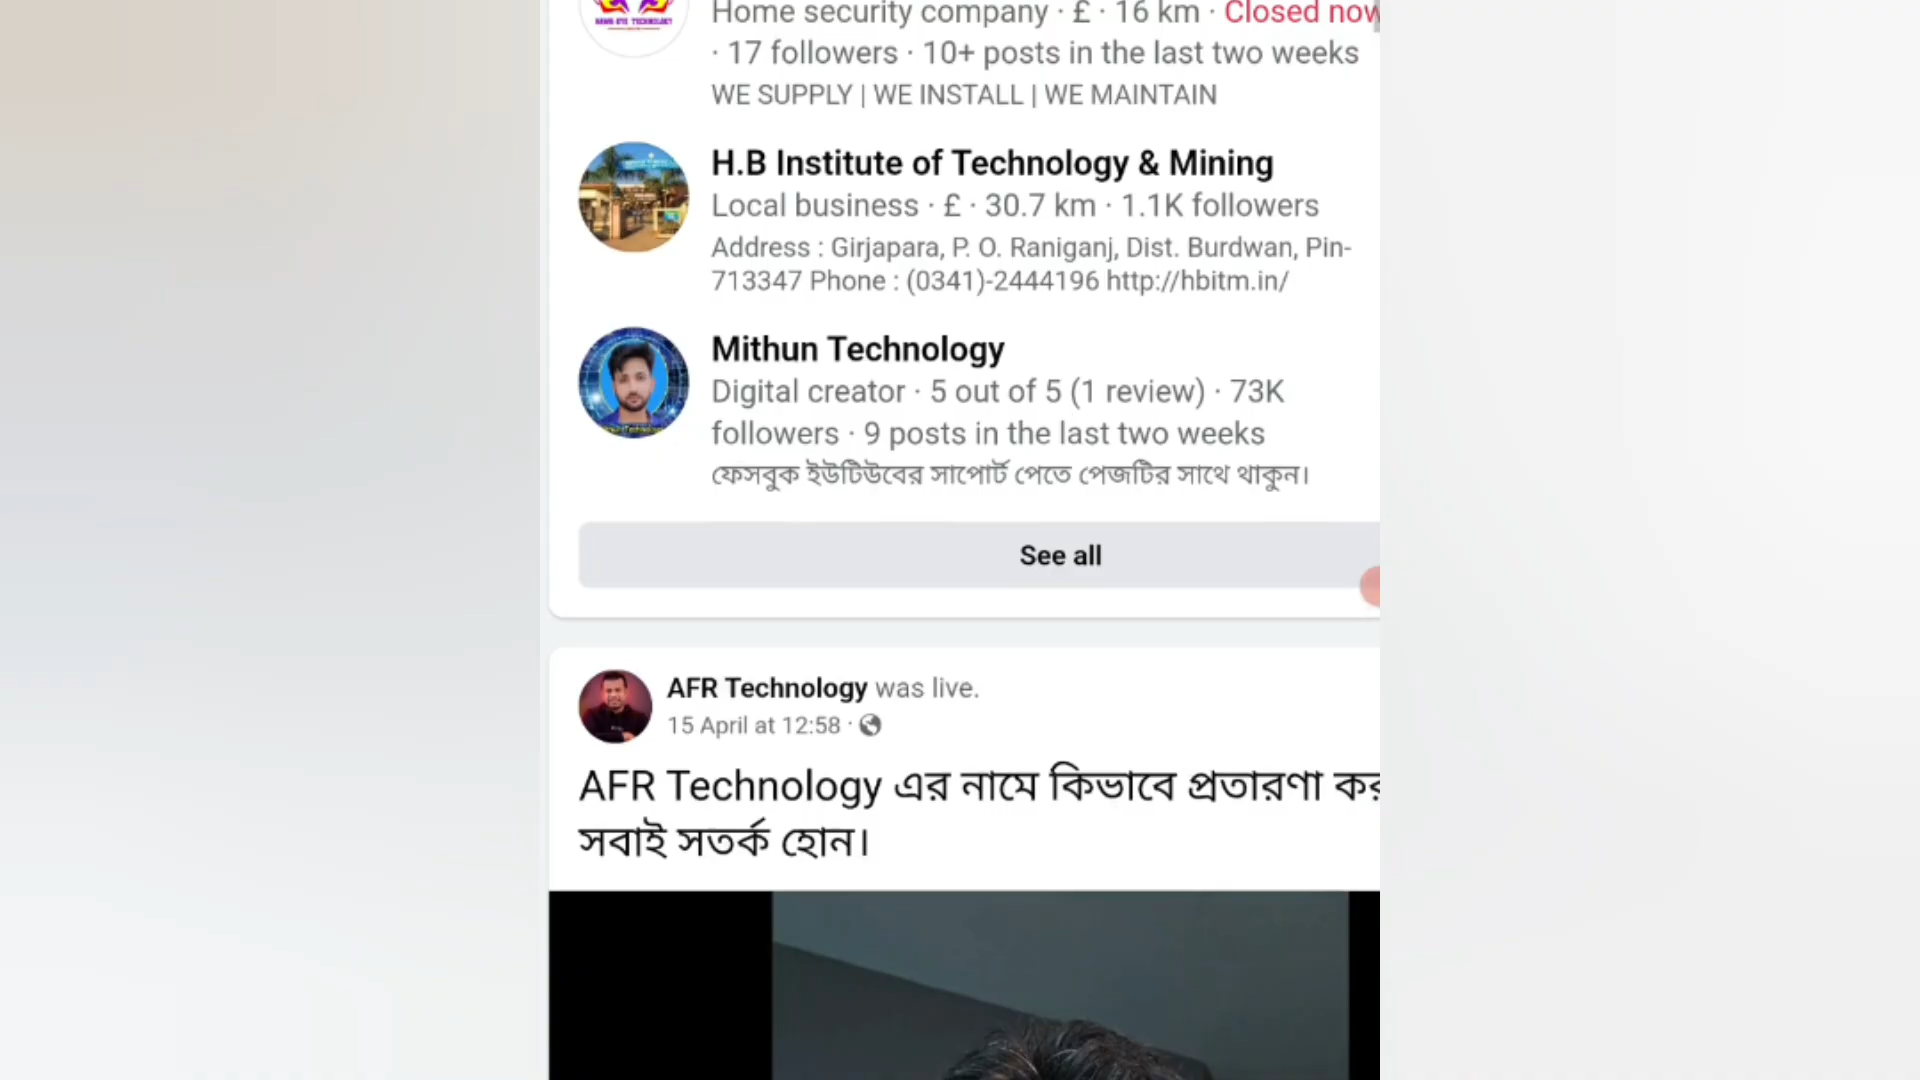 Home security company · £ · 16 km · Closed now
· 17 followers · 10+ posts in the last two weeks
WE SUPPLY | WE INSTALL | WE MAINTAIN
H.B Institute of Technology & Mining
Local business · £ · 30.7 km · 1.1K followers
Address : Girjapara, P. O. Raniganj, Dist. Burdwan, Pin-
713347 Phone : (0341)-2444196 http://hbitm.in/
Mithun Technology
Digital creator · 5 out of 5 (1 review) · 73K
followers · 9 posts in the last two weeks
ফেসবুক ইউটিউবের সাপোর্ট পেতে পেজটির সাথে থাকুন।
See all
AFR Technology was live.
15 April at 12:58 ·
AFR Technology এর নামে কিভাবে প্রতারণা
সবাই সতর্ক হোন।